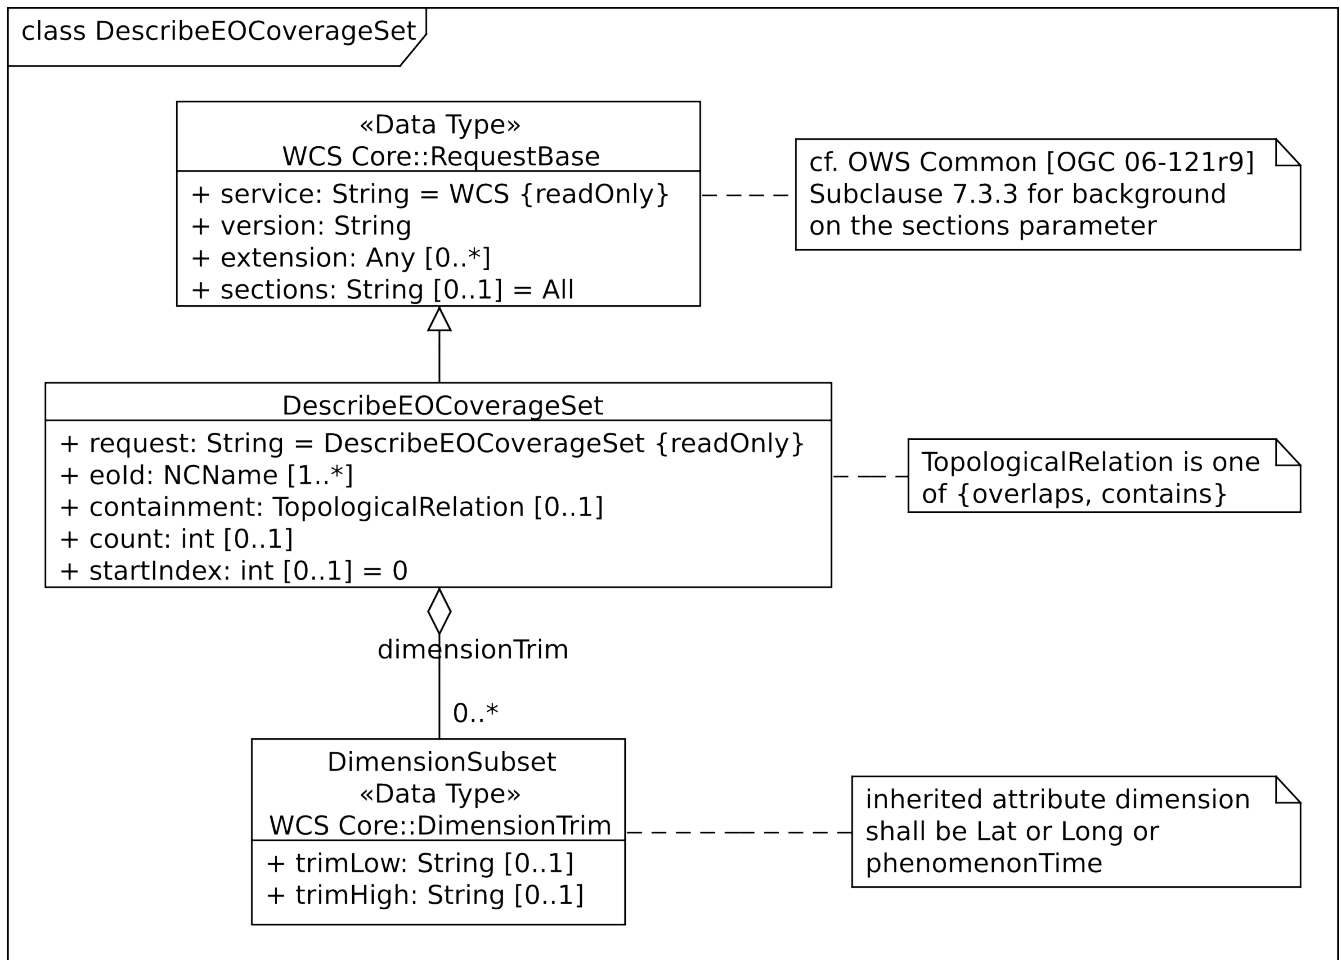 class DescribeEOCoverageSet
«Data Type»
WCS Core::RequestBase
+ service: String = WCS {readOnly}
+ version: String
+ extension: Any [0..*]
+ sections: String [0..1] = All
cf. OWS Common [OGC 06-121r9]
Subclause 7.3.3 for background
on the sections parameter
DescribeEOCoverageSet
+ request: String = DescribeEOCoverageSet {readOnly}
+ eoId: NCName [1..*]
+ containment: TopologicalRelation [0..1]
+ count: int [0..1]
+ startIndex: int [0..1] = 0
TopologicalRelation is one
of {overlaps, contains}
dimensionTrim
0..*
DimensionSubset
«Data Type»
WCS Core::DimensionTrim
+ trimLow: String [0..1]
+ trimHigh: String [0..1]
inherited attribute dimension
shall be Lat or Long or
phenomenonTime